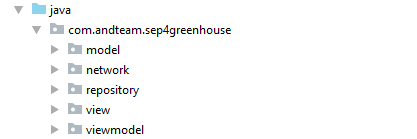 java
com.andteam.sep4greenhouse
model
network
repository
view
viewmodel